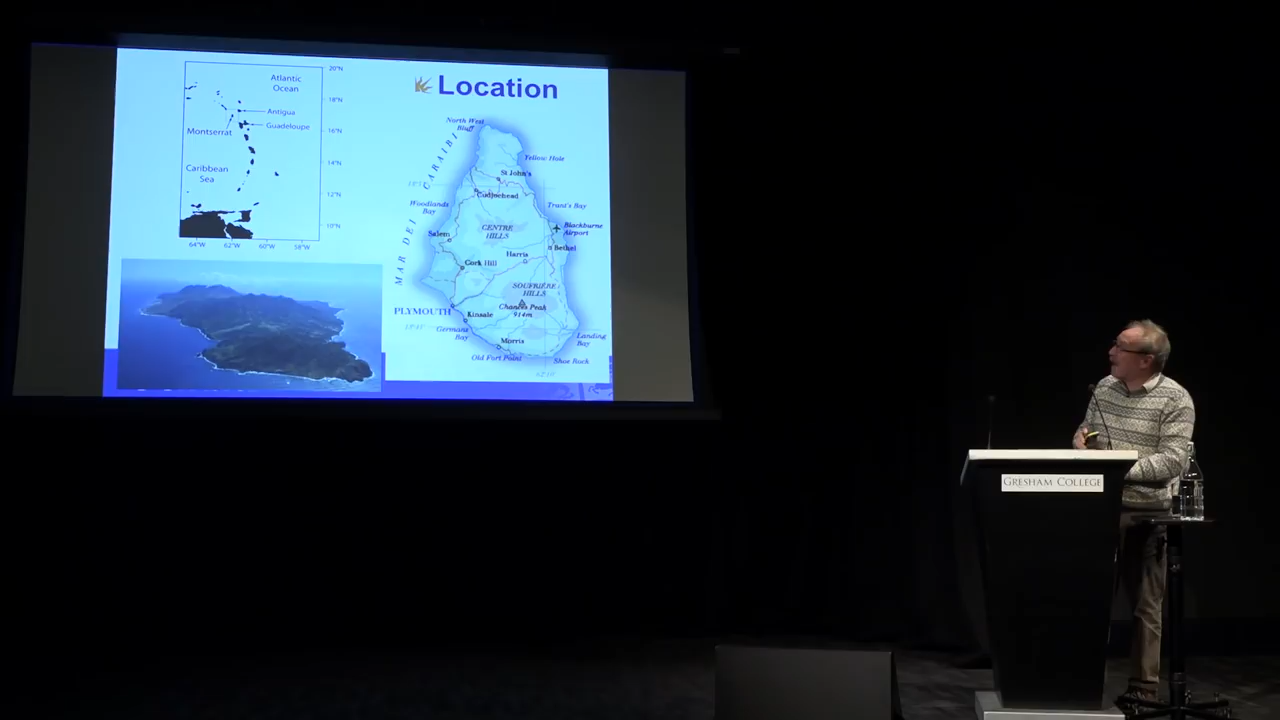 Location
20°N
Atlantic
Ocean
18°N
Antigua
Guadeloupe
Montserrat
16°N
14°N
Caribbean
Sea
12°N
10°N
64°W
62°W
60°W
58°W
North West
Bluff
Yellow Hole
MAR DEI CARAIBI
St John's
Cudjoehead
Woodlands
Bay
Trant's Bay
Blackburne
Airport
CENTRE
HILLS
Salem
Bethel
Harris
Cork Hill
SOUFRIERE
HILLS
Chances Peak
914m
PLYMOUTH
Kinsale
Germans
Bay
Landing
Bay
Morris
Old Fort Point
Shoe Rock
GRESHAM COLLEGE